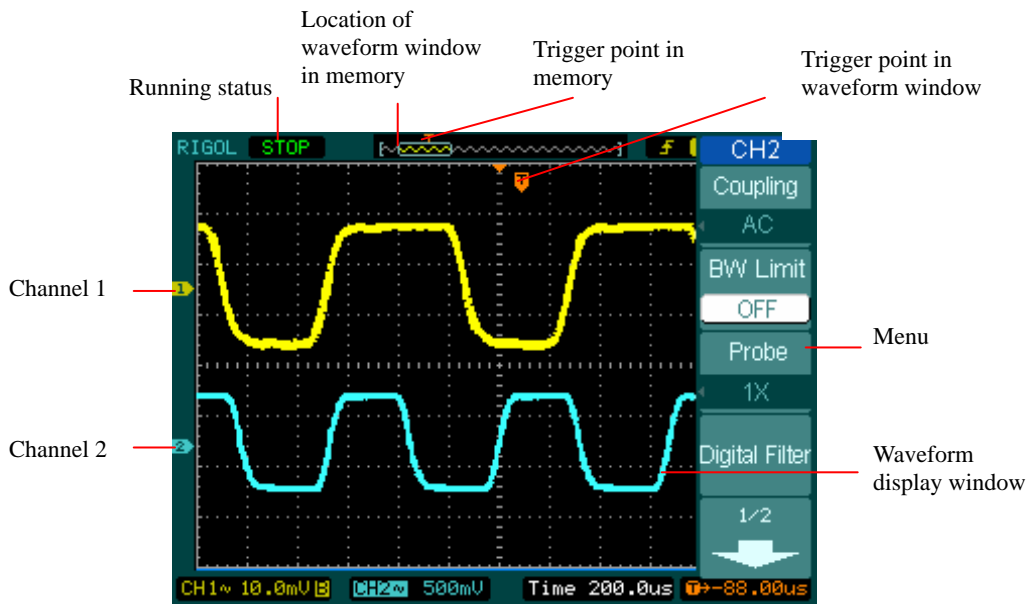 Location of
waveform window
in memory
Trigger point in
memory
Trigger point in
waveform window
Running status
RIGOL STOP
T
CH2
T
Coupling
AC
BW Limit
OFF
Probe
1X
Digital Filter
1/2
Channel 1
1
Channel 2
2
Menu
Waveform
display window
CH1~ 10.0mV B CH2~ 500mV Time 200.0us T→-88.00us